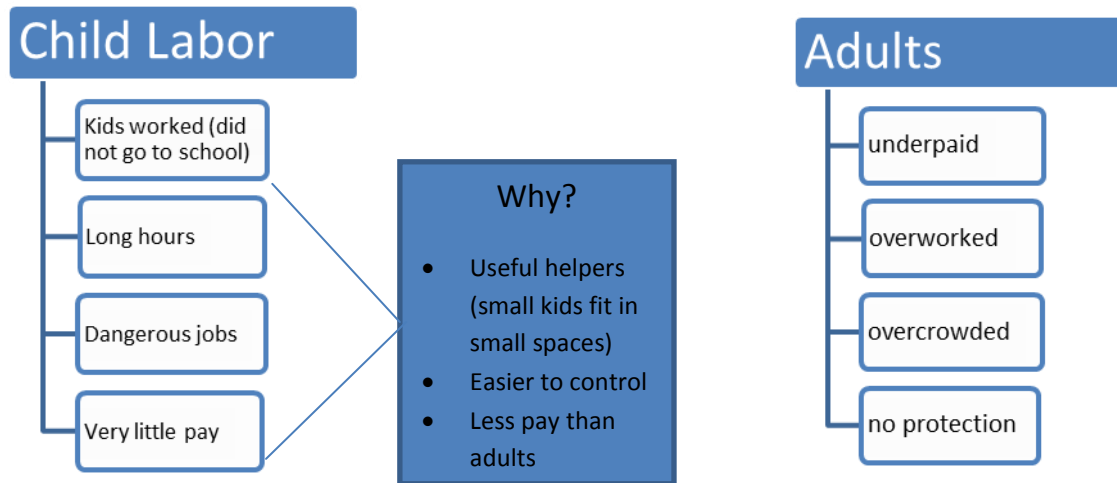 Child Labor
Kids worked (did
not go to school)
Long hours
Dangerous jobs
Very little pay
Why?
• Useful helpers
(small kids fit in
small spaces)
• Easier to control
• Less pay than
adults
Adults
underpaid
overworked
overcrowded
no protection